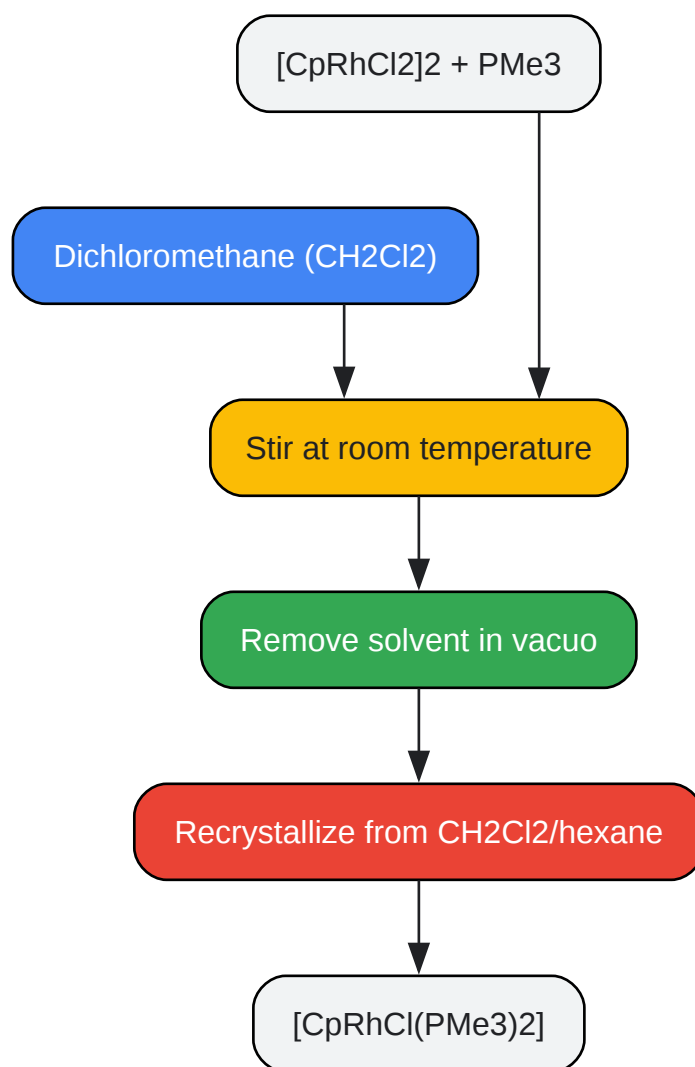 [CpRhCl2]2 + PMe3
Dichloromethane (CH2Cl2)
Stir at room temperature
Remove solvent in vacuo
Recrystallize from CH2Cl2/hexane
[CpRhCl(PMe3)2]